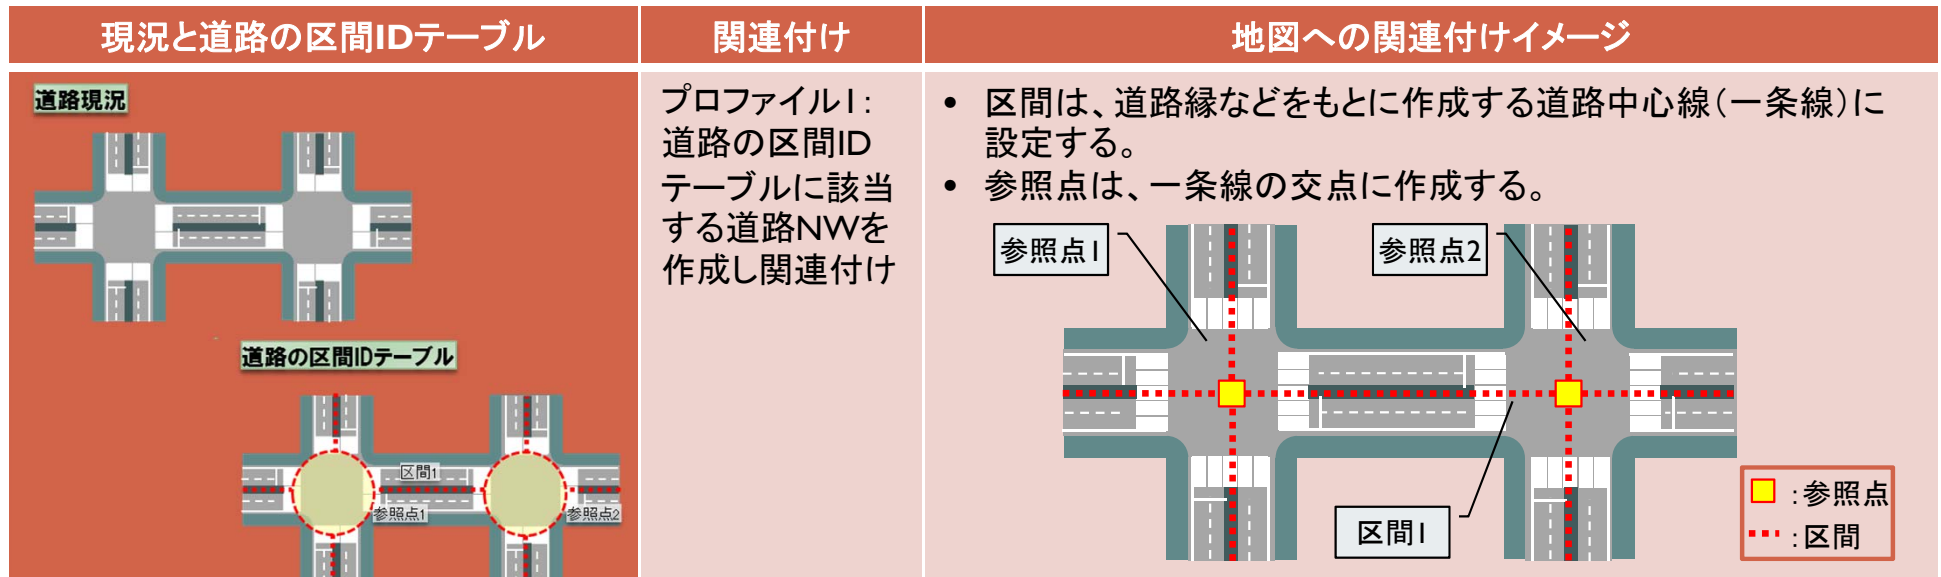 現況と道路の区間IDテーブル
関連付け
地図への関連付けイメージ
道路現況
道路の区間IDテーブル
区間1
参照点1
参照点2
プロファイル1：
道路の区間ID
テーブルに該当
する道路NWを
作成し関連付け
• 区間は、道路縁などをもとに作成する道路中心線（一条線）に
設定する。
• 参照点は、一条線の交点に作成する。
参照点1
参照点2
区間1
：参照点
：区間